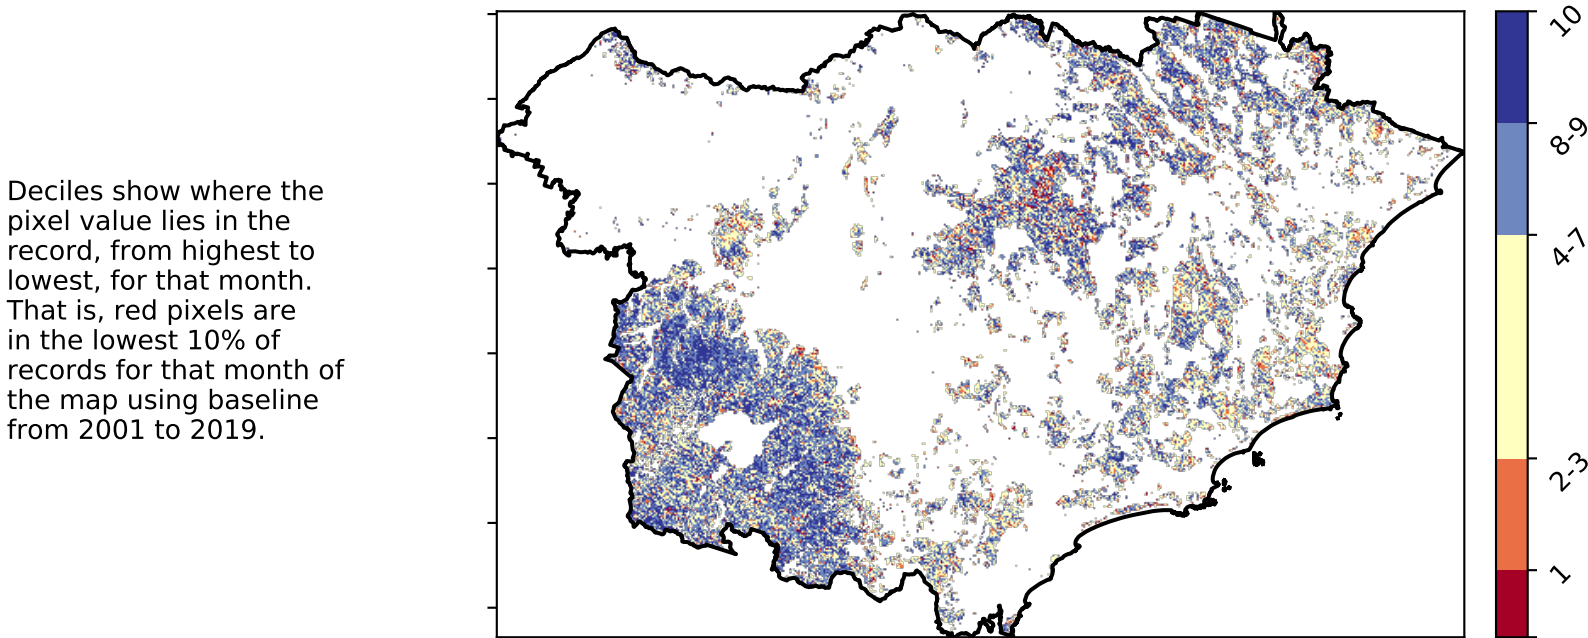 Deciles show where the
pixel value lies in the
record, from highest to
lowest, for that month.
That is, red pixels are
in the lowest 10% of
records for that month of
the map using baseline
from 2001 to 2019.
10
8-9
4-7
2-3
1